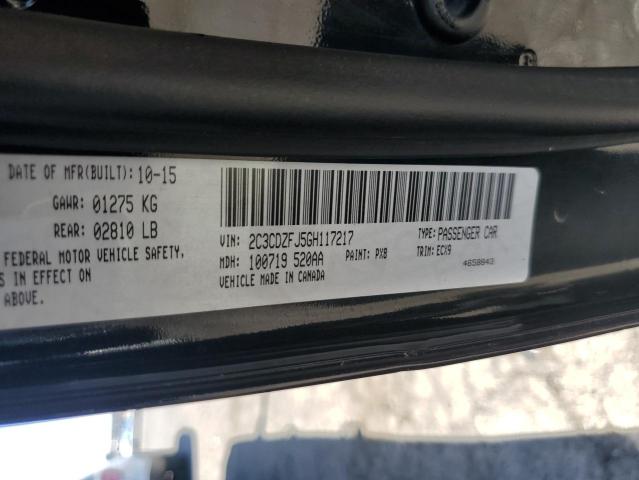 DATE OF MFR(BUILT): 10-15
GAWR: 01275 KG
REAR: 02810 LB
FEDERAL MOTOR VEHICLE SAFETY,
S IN EFFECT ON
ABOVE.
VIN: 2C3CDZFJ5GH117217
TYPE: PASSENGER CAR
MDH: 100719 520AA
PAINT: PX8
TRIM: ECX9
VEHICLE MADE IN CANADA